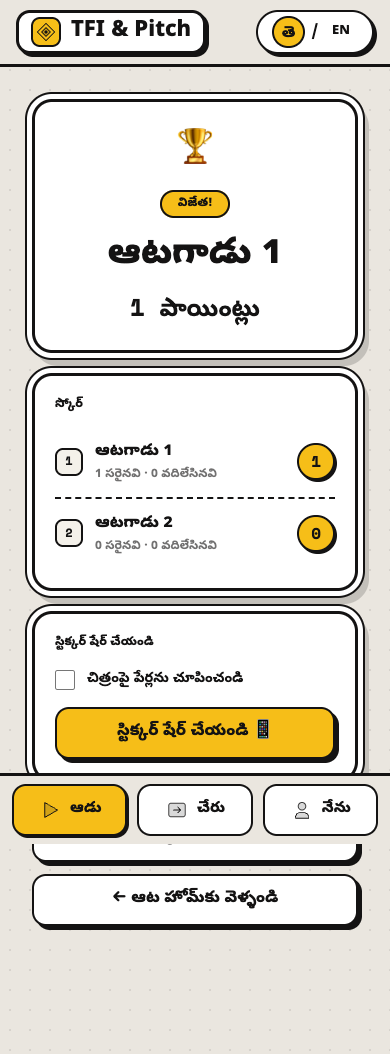 TFI & Pitch
తె / EN
విజేత!
ఆటగాడు 1
1 పాయింట్లు
స్కోర్
1 ఆటగాడు 1 1
1 సరైనవి · 0 వదిలేసినవి
2 ఆటగాడు 2 0
0 సరైనవి · 0 వదిలేసినవి
స్టిక్కర్ షేర్ చేయండి
చిత్రంపై పేర్లను చూపించండి
స్టిక్కర్ షేర్ చేయండి
ఆడు చేరు నేను
← ఆట హోమ్‌కు వెళ్ళండి